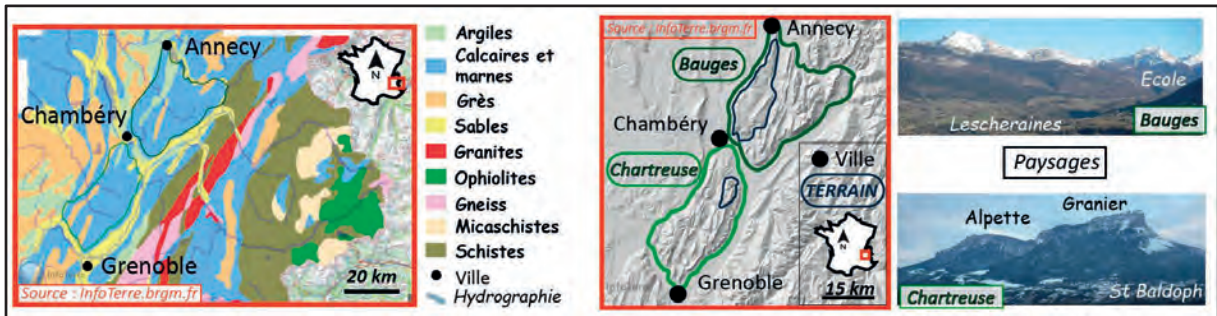 Annecy
Chambéry
Grenoble
N
20 km
Source : InfoTerre.brgm.fr
Argiles
Calcaires et
marnes
Grès
Sables
Granites
Ophiolites
Gneiss
Micaschistes
Schistes
Ville
Hydrographie
Source : InfoTerre.brgm.fr
Annecy
Bauges
Chambéry
Chartreuse
Ville
TERRAIN
N
Grenoble
15 km
Ecole
Lescheraines
Bauges
Paysages
Granier
Alpette
St Baldoph
Chartreuse